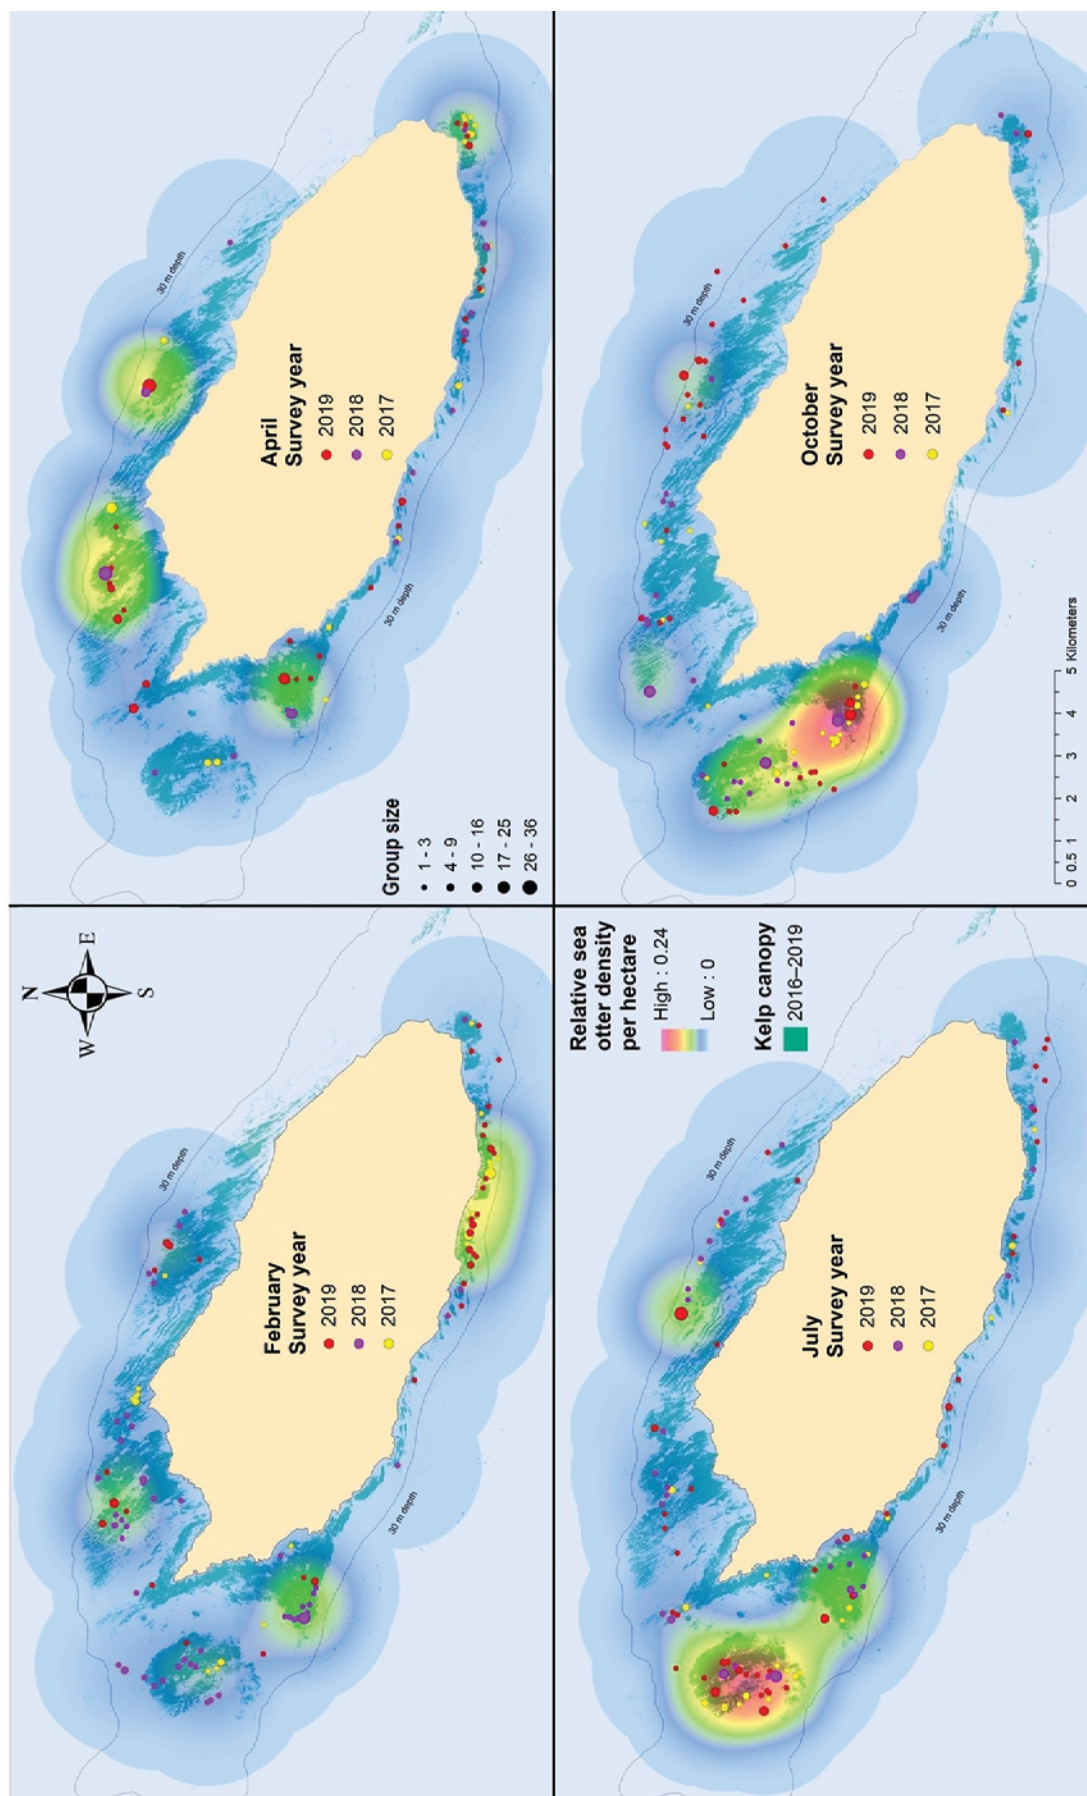 N
W
E
S
30 m depth
February
Survey year
2019
2018
2017
30 m depth
30 m depth
April
Survey year
2019
2018
2017
30 m depth
Group size
1 - 3
4 - 9
10 - 16
17 - 25
26 - 36
Relative sea
otter density
per hectare
High : 0.24
Low : 0
Kelp canopy
2016–2019
30 m depth
July
Survey year
2019
2018
2017
30 m depth
30 m depth
October
Survey year
2019
2018
2017
30 m depth
0 0.5 1 2 3 4 5 Kilometers